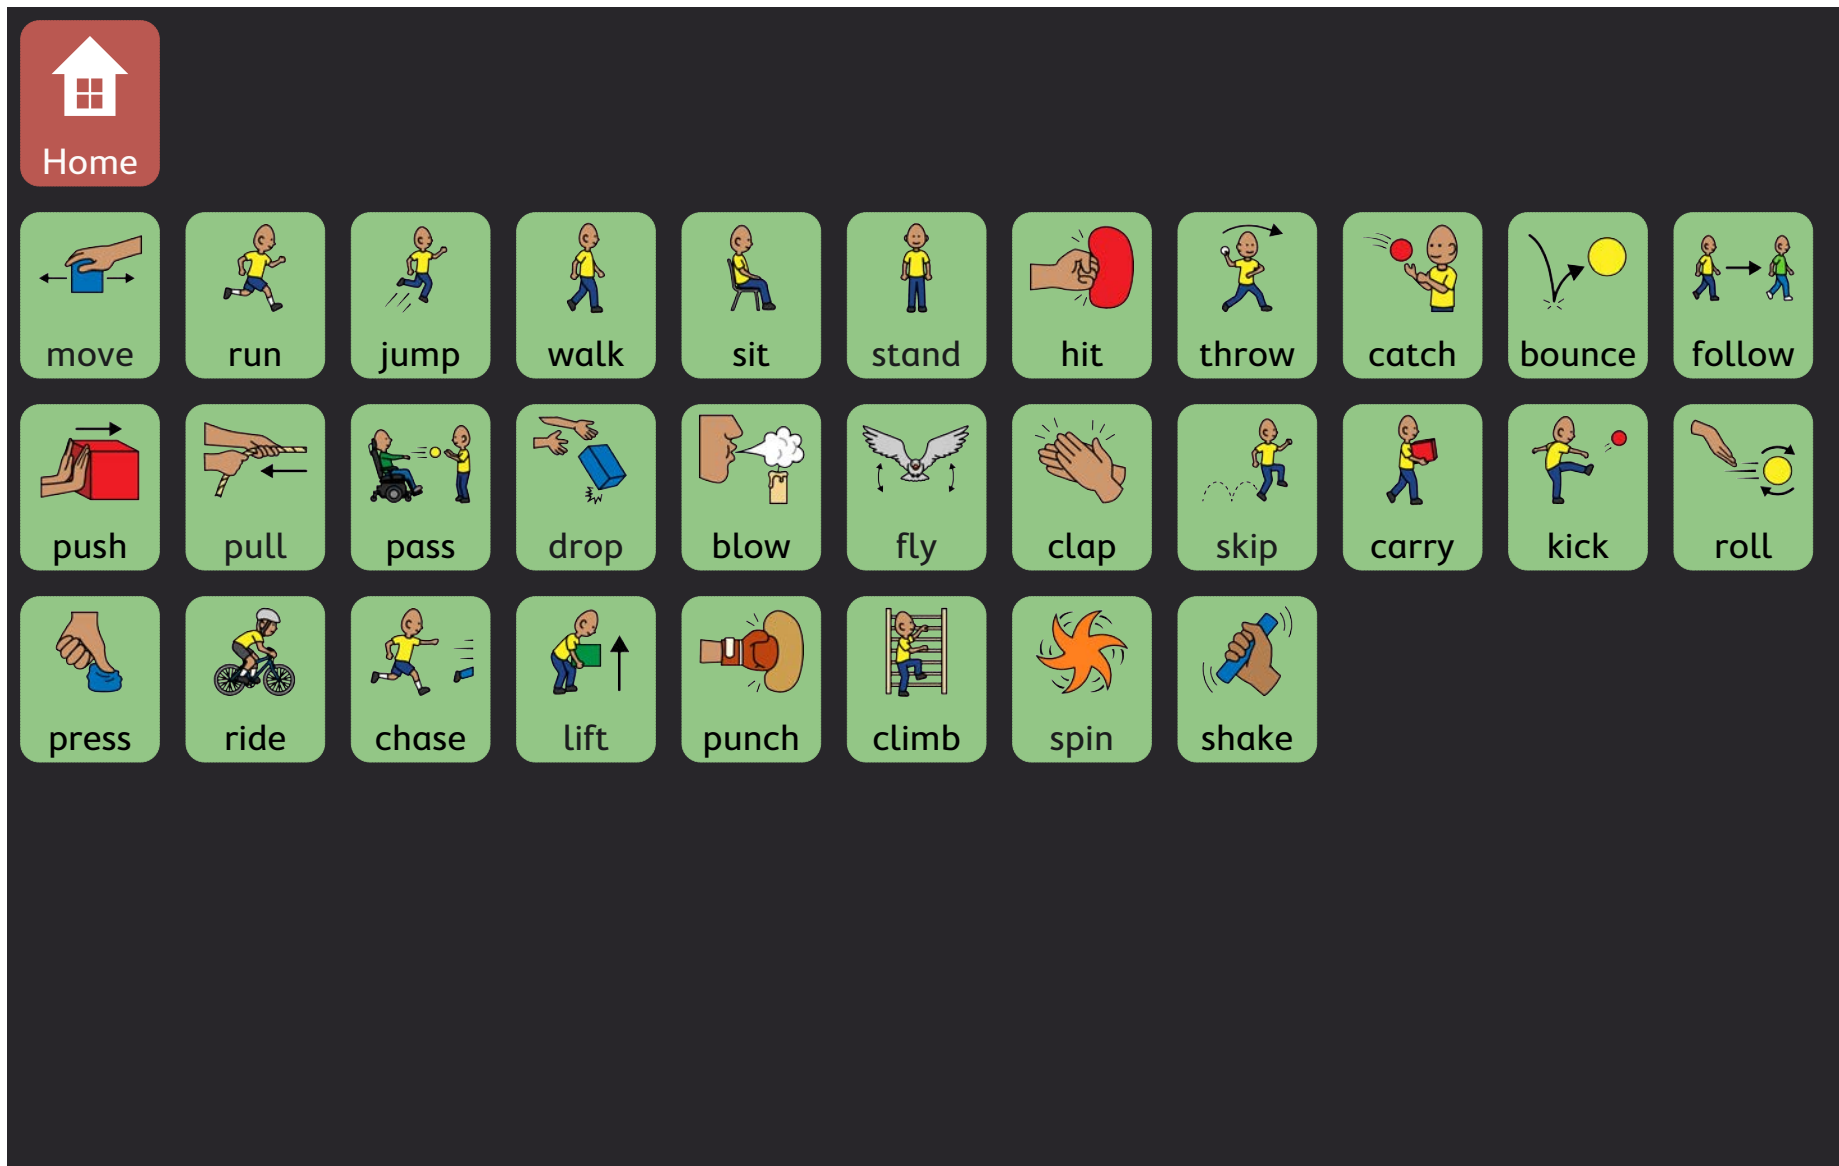 Home
move run jump walk sit stand hit throw catch bounce follow
push pull pass drop blow fly clap skip carry kick roll
press ride chase lift punch climb spin shake